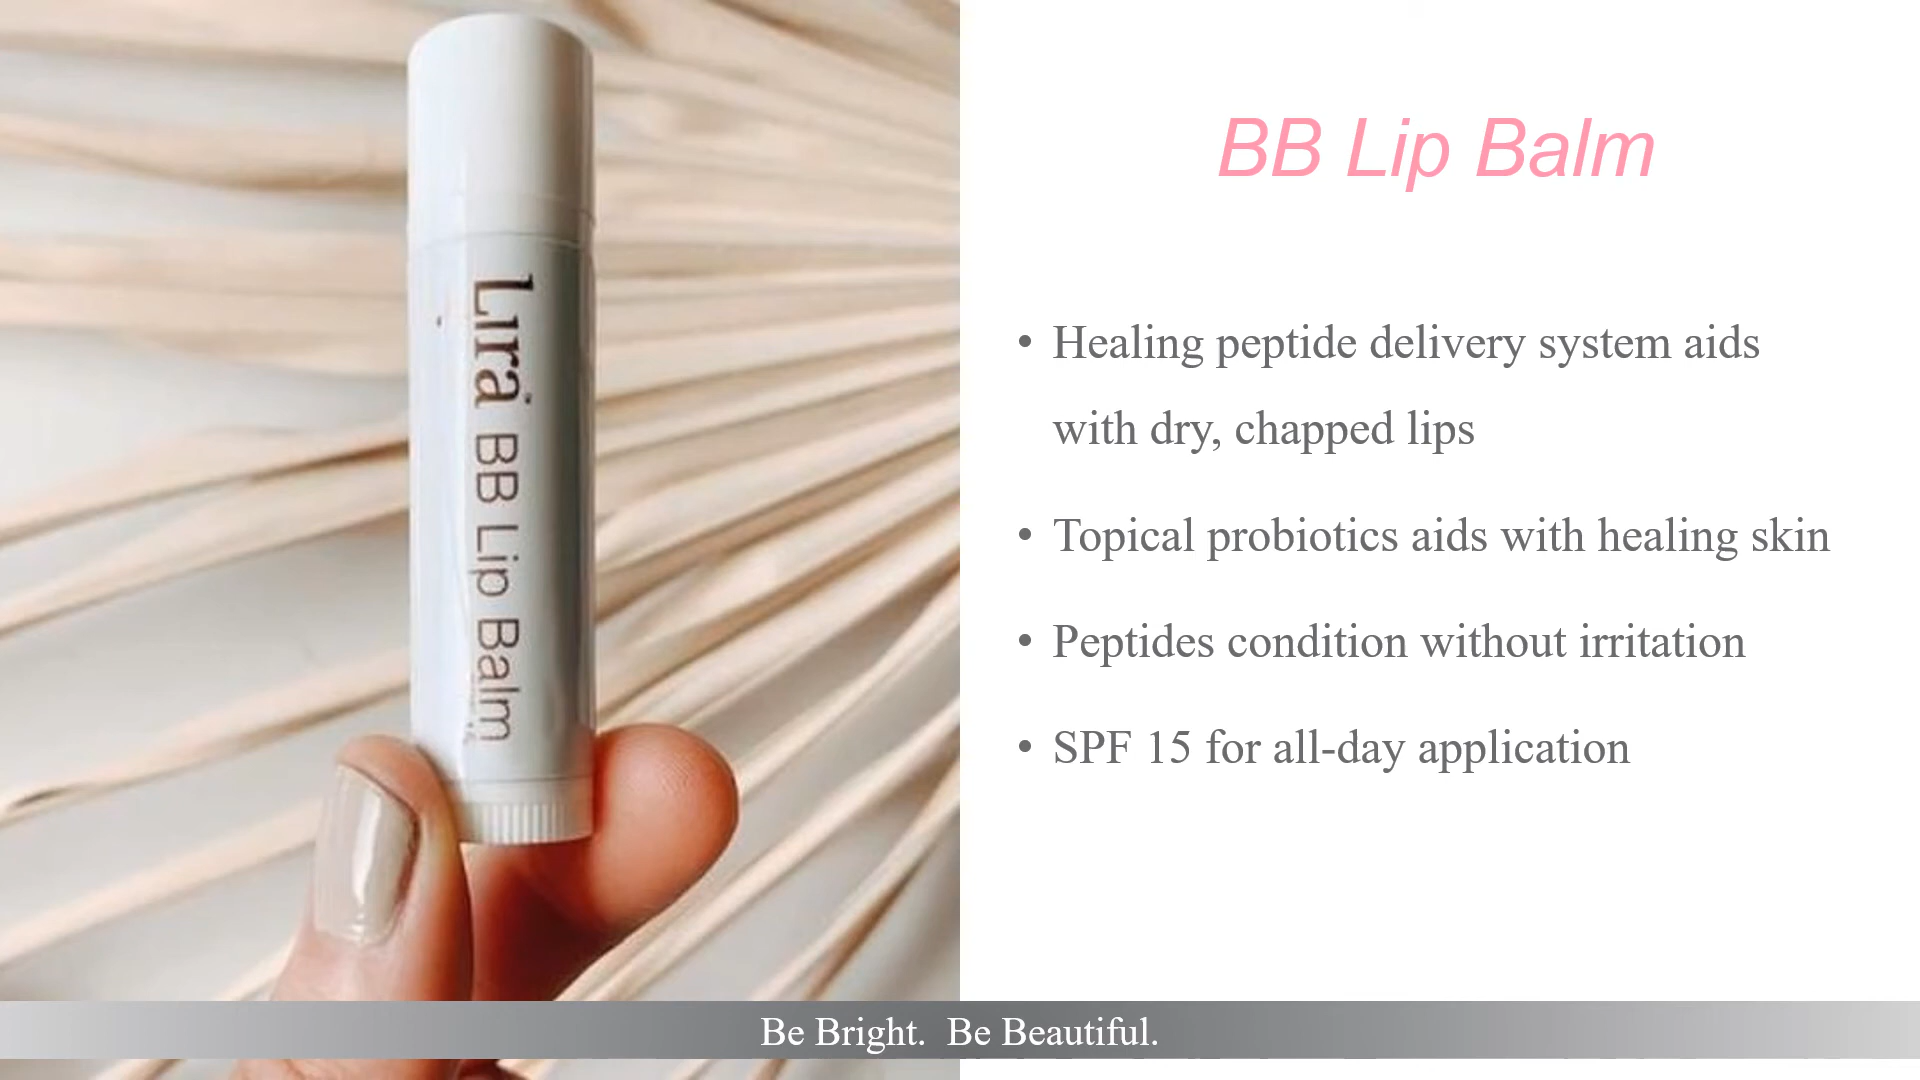 Lira BB Lip Balm
BB Lip Balm
• Healing peptide delivery system aids
with dry, chapped lips
• Topical probiotics aids with healing skin
• Peptides condition without irritation
• SPF 15 for all-day application
Be Bright.  Be Beautiful.